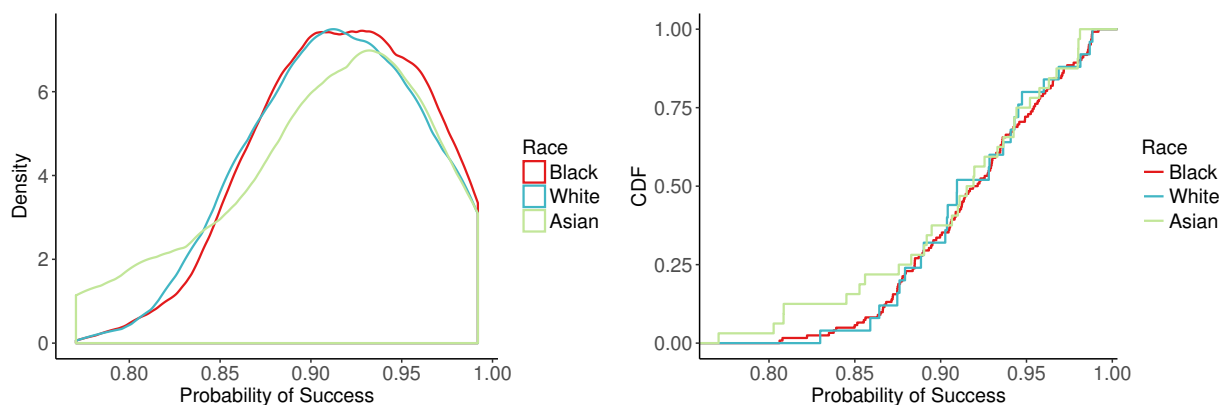 Density
6
4
2
0
0.80 0.85 0.90 0.95 1.00
Probability of Success
Race
Black
White
Asian
CDF
1.00
0.75
0.50
0.25
0.00
0.80 0.85 0.90 0.95 1.00
Probability of Success
Race
Black
White
Asian